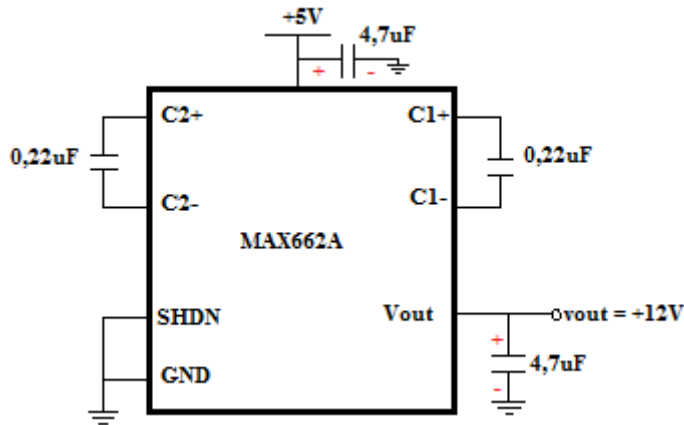 +5V
4,7uF
+ -
C2+ C1+
0,22uF 0,22uF
C2- C1-
MAX662A
SHDN Vout vout = +12V
+
4,7uF
GND
-